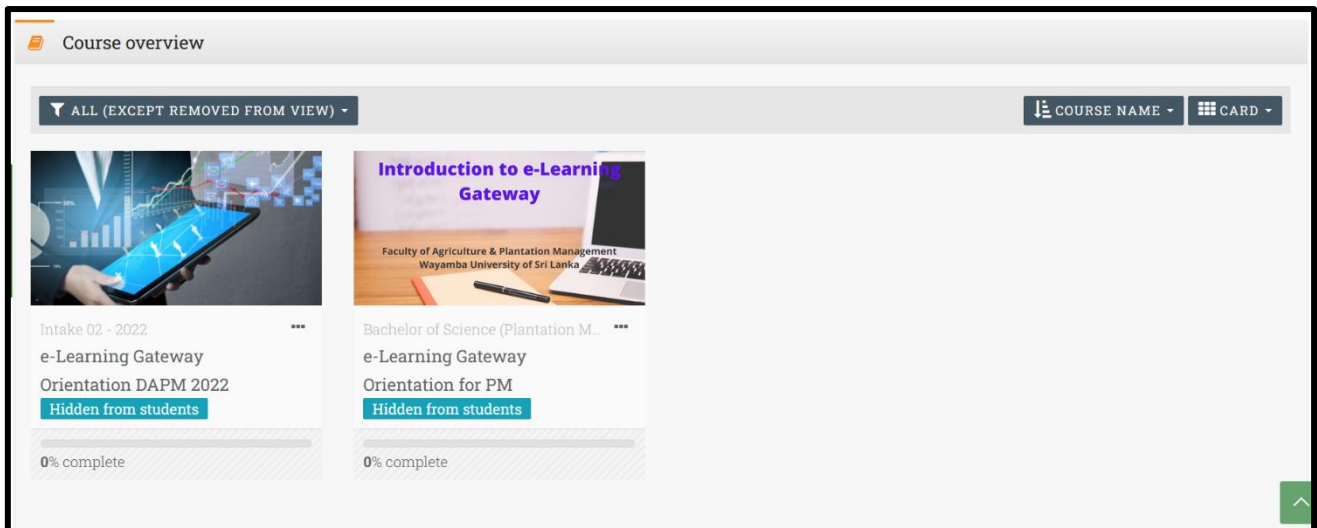 Course overview
ALL (EXCEPT REMOVED FROM VIEW)
COURSE NAME
CARD
Introduction to e-Learning
Gateway
Faculty of Agriculture & Plantation Management
Wayamba University of Sri Lanka
Intake 02 - 2022
e-Learning Gateway
Orientation DAPM 2022
Hidden from students
0% complete
Bachelor of Science (Plantation M...
e-Learning Gateway
Orientation for PM
Hidden from students
0% complete